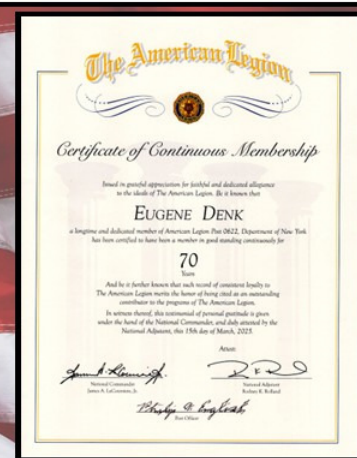 The American Legion
Certificate of Continuous Membership
Issued in grateful appreciation for faithful and dedicated allegiance
to the ideals of The American Legion. Be it known that
EUGENE DENK
a longtime and dedicated member of American Legion Post 0622, Department of New York
has been certified to have been a member in good standing continuously for
70
Years
And be it further known that such record of consistent loyalty to
The American Legion merits the honor of being cited as an outstanding
contributor to the programs of The American Legion.
In witness thereof, this testimonial of personal gratitude is given
under the hand of the National Commander, and duly attested by the
National Adjutant, this 15th day of March, 2025.
Attest:
National Commander
James A. LaCoursiere, Jr.
National Adjutant
Rodney K. Rolland
Post Officer